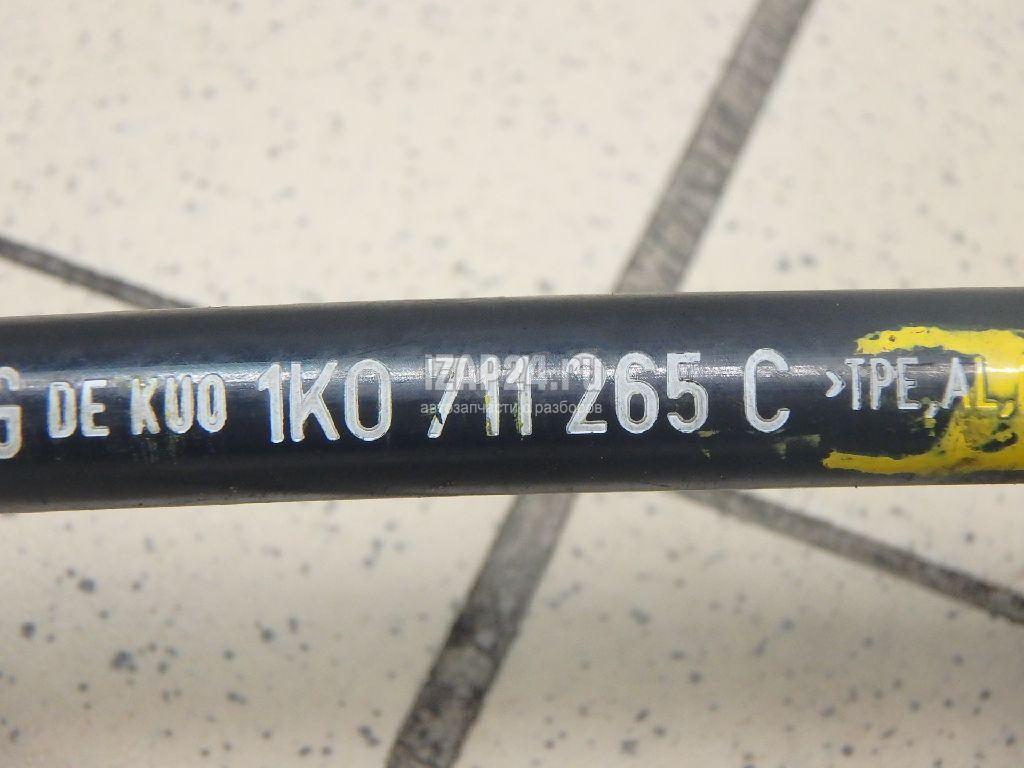 G DE KUO 1K0 711 265 C >TPE,AL,
IZAP24.RU
автозапчасти с разборов